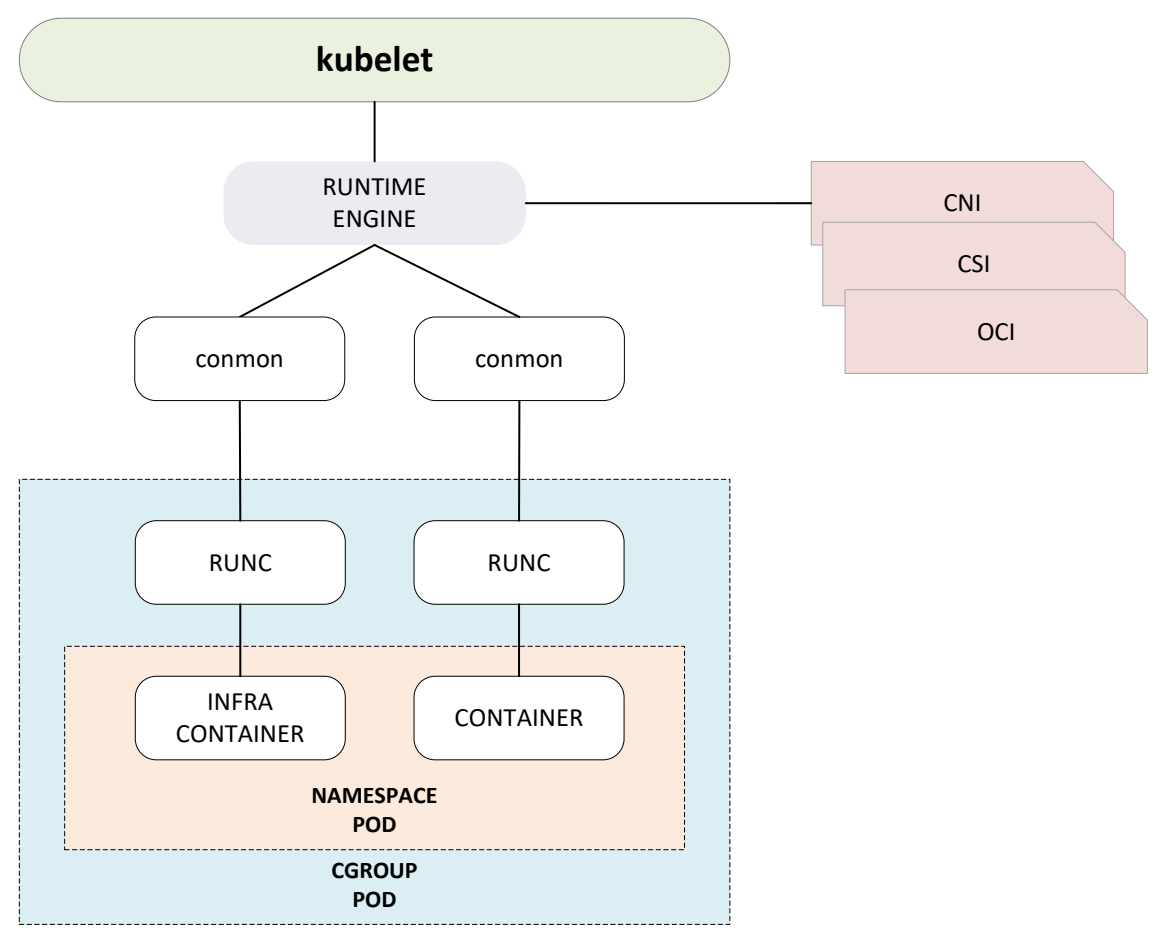 kubelet
RUNTIME
ENGINE
CNI
CSI
OCI
conmon
conmon
RUNC
RUNC
INFRA
CONTAINER
CONTAINER
NAMESPACE
POD
CGROUP
POD